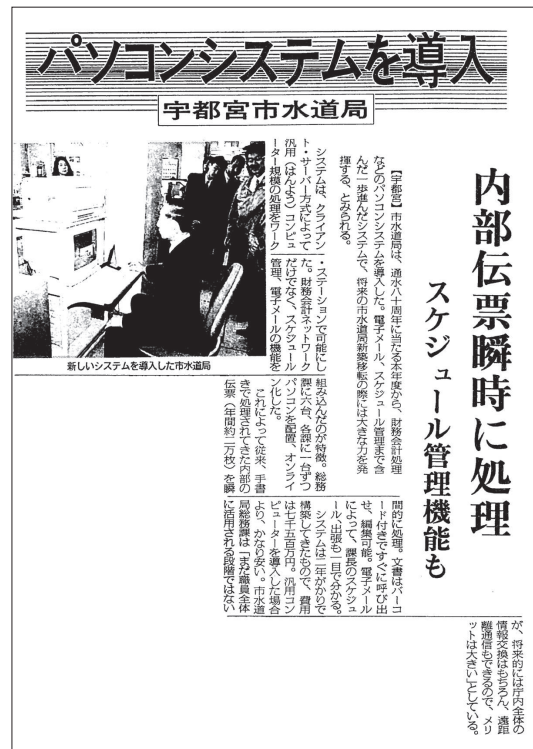 パソコンシステムを導入
宇都宮市水道局
内部伝票瞬時に処理
スケジュール管理機能も
【宇都宮】市水道局は、通水八十周年に当たる本年度から、財務会計処理
などのパソコンシステムを導入した。電子メール、スケジュール管理まで含
んだ一歩進んだシステムで、将来の市水道局新築移転の際には大きな力を発
揮する、とみられる。
システムは、クライアン
ト・サーバー方式によって
汎用（はんよう）コンピュ
ーター規模の処理をワーク
・ステーションで可能にし
た。財務会計ネットワーク
だけでなく、スケジュール
管理、電子メールの機能を
組み込んだのが特徴。総務
課に六台、各課に一台ずつ
パソコンを配置、オンライ
ン化した。
これによって従来、手書
きで処理されてきた内部の
伝票（年間約二万枚）を瞬
間的に処理。文書はバーコ
ード付きですぐに呼び出
せ、編集可能。電子メール
によって、課長のスケジュ
ール、出張も一目で分かる。
システムは二年がかりで
構築してきたもので、費用
は七千五百万円。汎用コン
ピューターを導入した場合
より、かなり安い。市水道
局総務課は「まだ職員全体
に活用される段階ではない
が、将来的には庁内全体の
情報交換はもちろん、遠距
離通信もできるので、メリ
ットは大きい」としている。
新しいシステムを導入した市水道局